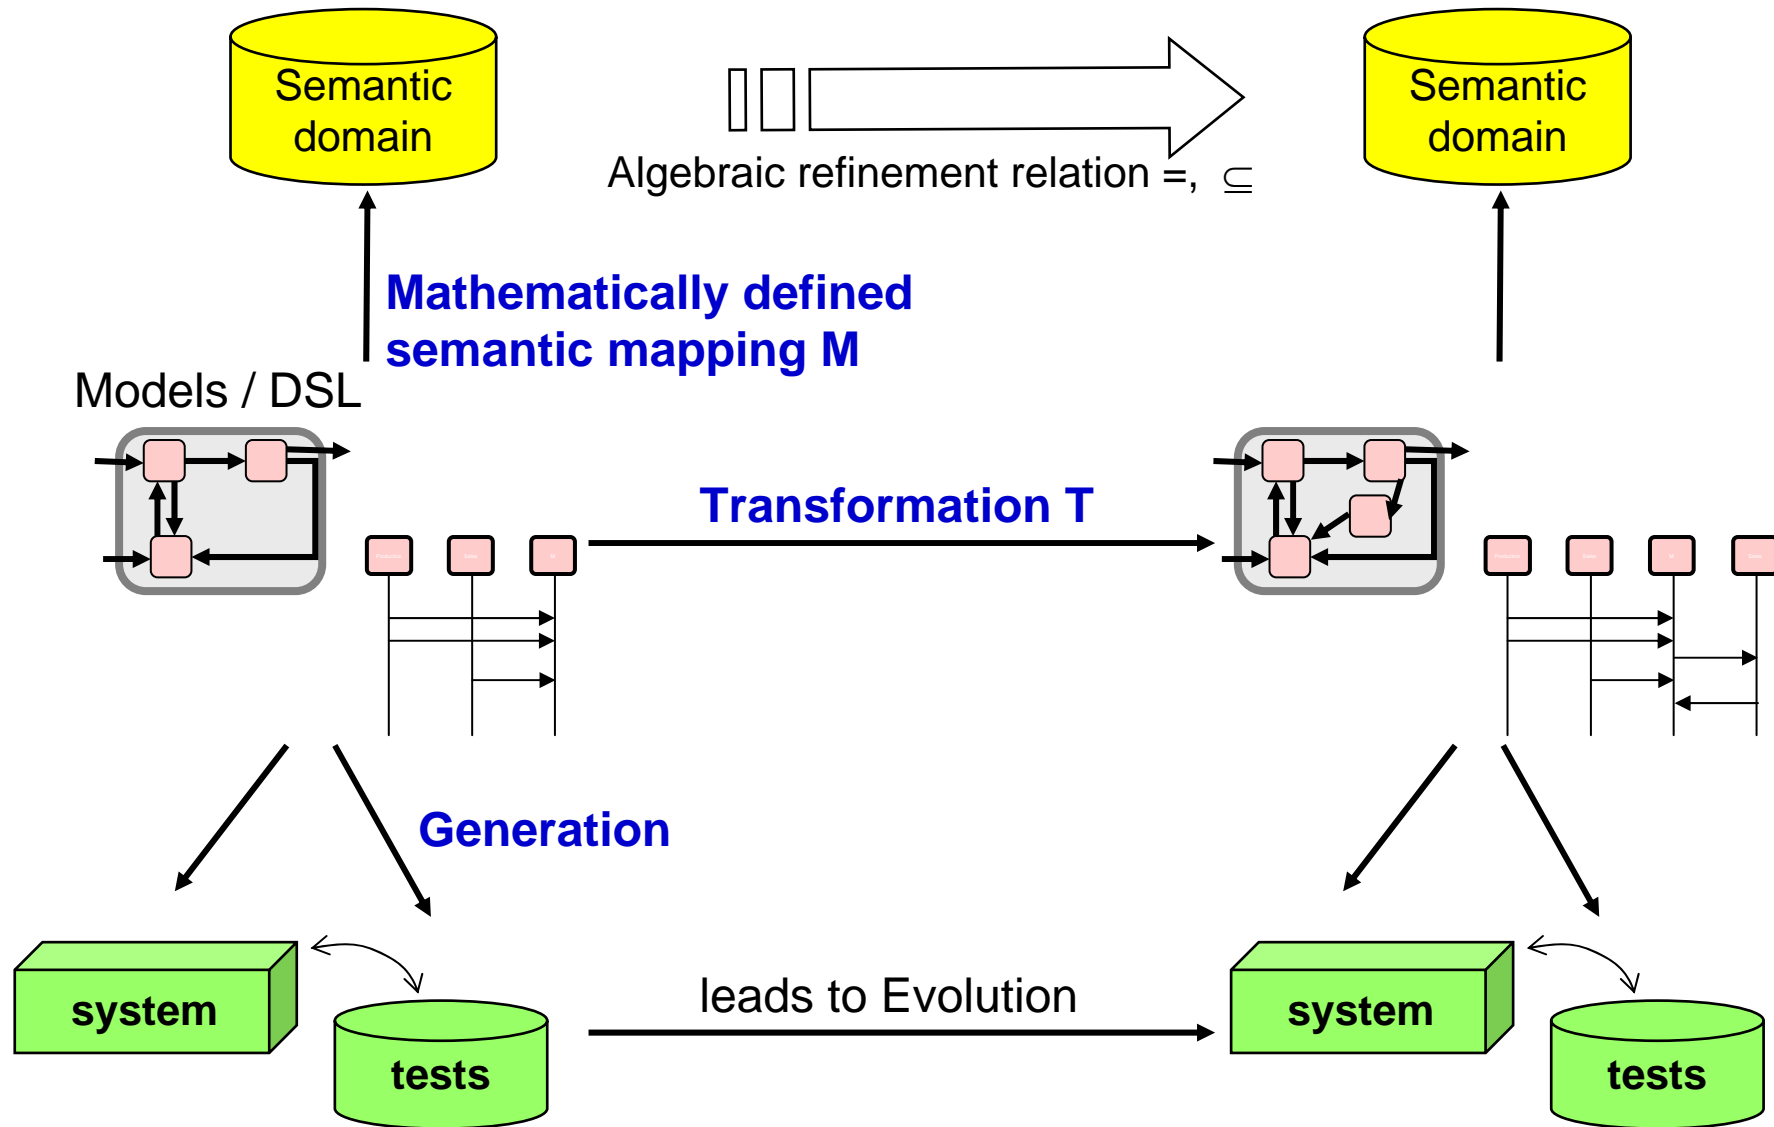 Semantic
domain
Semantic
domain
Algebraic refinement relation =, ⊆
Mathematically defined
semantic mapping M
Models / DSL
Transformation T
Generation
system
tests
leads to Evolution
system
tests